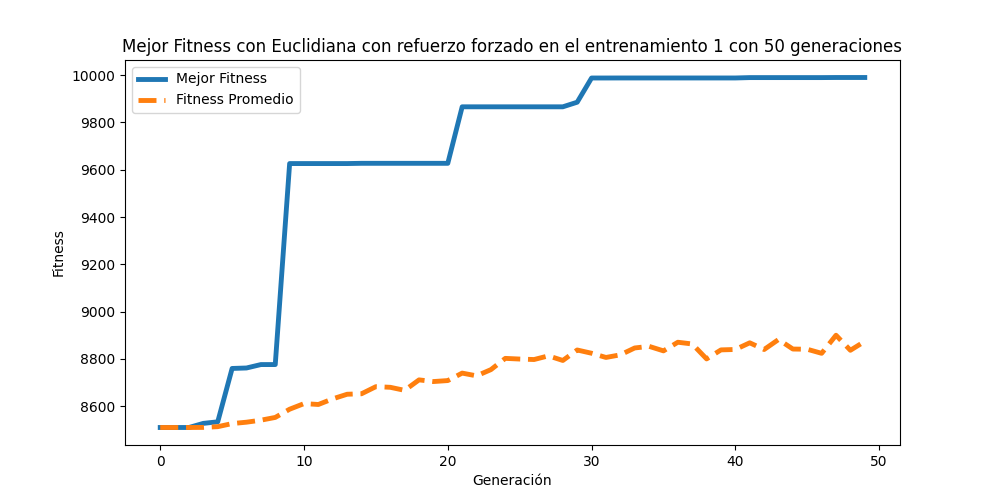 Mejor Fitness con Euclidiana con refuerzo forzado en el entrenamiento 1 con 50 generaciones
Mejor Fitness
Fitness Promedio
10000
9800
9600
9400
9200
9000
8800
8600
Fitness
0 10 20 30 40 50
Generación